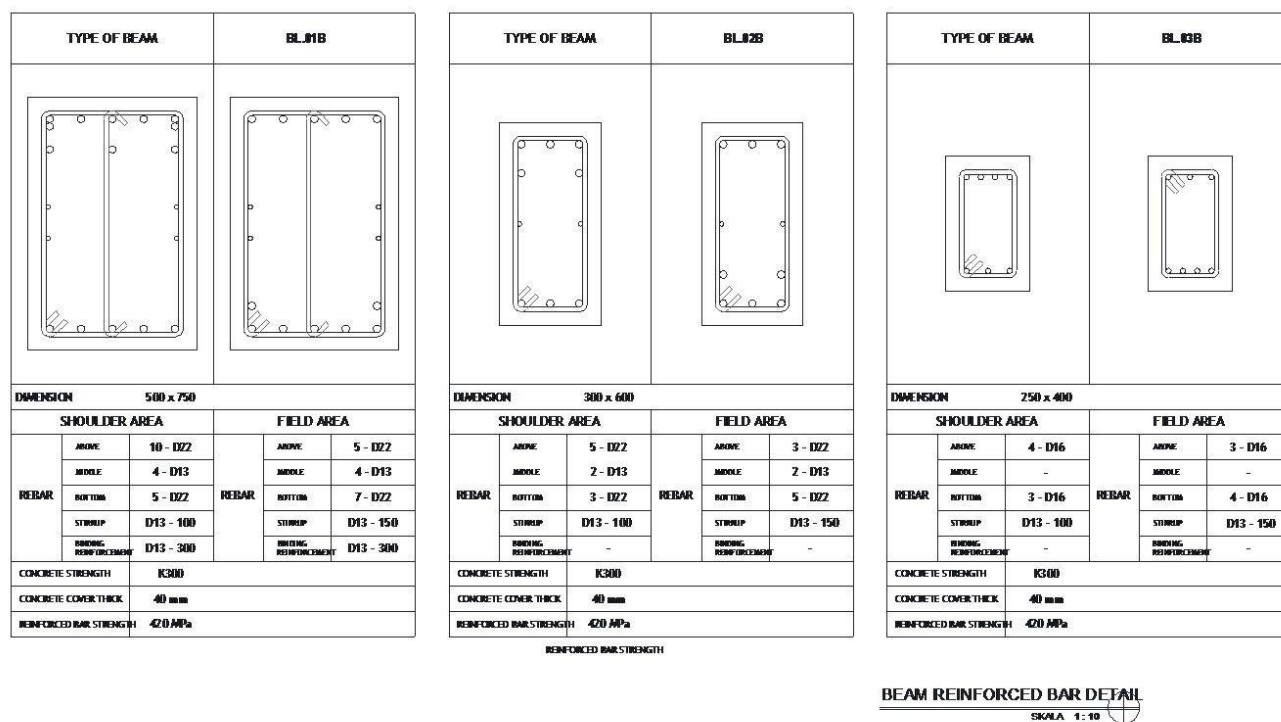 TYPE OF BEAM BL.01B
DIMENSION 500 x 750
SHOULDER AREA FIELD AREA
REBAR ABOVE 10 - D22 REBAR ABOVE 5 - D22
MIDDLE 4 - D13 MIDDLE 4 - D13
BOTTOM 5 - D22 BOTTOM 7 - D22
STIRRUP D13 - 100 STIRRUP D13 - 150
BINDING REINFORCEMENT D13 - 300 BINDING REINFORCEMENT D13 - 300
CONCRETE STRENGTH K300
CONCRETE COVER THICK 40 mm
REINFORCED BAR STRENGTH 420 MPa
TYPE OF BEAM BL.02B
DIMENSION 300 x 600
SHOULDER AREA FIELD AREA
REBAR ABOVE 5 - D22 REBAR ABOVE 3 - D22
MIDDLE 2 - D13 MIDDLE 2 - D13
BOTTOM 3 - D22 BOTTOM 5 - D22
STIRRUP D13 - 100 STIRRUP D13 - 150
BINDING REINFORCEMENT - BINDING REINFORCEMENT -
CONCRETE STRENGTH K300
CONCRETE COVER THICK 40 mm
REINFORCED BAR STRENGTH 420 MPa
REINFORCED BAR STRENGTH
TYPE OF BEAM BL.03B
DIMENSION 250 x 400
SHOULDER AREA FIELD AREA
REBAR ABOVE 4 - D16 REBAR ABOVE 3 - D16
MIDDLE - MIDDLE -
BOTTOM 3 - D16 BOTTOM 4 - D16
STIRRUP D13 - 100 STIRRUP D13 - 150
BINDING REINFORCEMENT - BINDING REINFORCEMENT -
CONCRETE STRENGTH K300
CONCRETE COVER THICK 40 mm
REINFORCED BAR STRENGTH 420 MPa
BEAM REINFORCED BAR DETAIL
SKALA 1 : 10